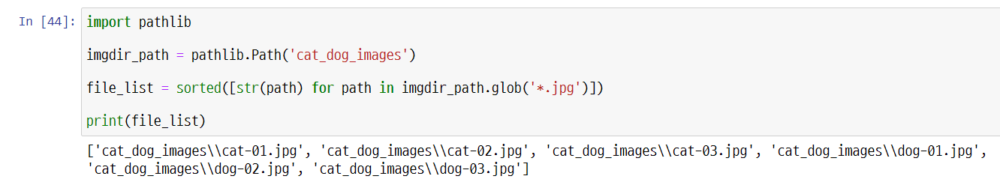 In [44]: import pathlib
imgdir_path = pathlib.Path('cat_dog_images')
file_list = sorted([str(path) for path in imgdir_path.glob('*.jpg')])
print(file_list)
['cat_dog_images\\cat-01.jpg', 'cat_dog_images\\cat-02.jpg', 'cat_dog_images\\cat-03.jpg', 'cat_dog_images\\dog-01.jpg',
'cat_dog_images\\dog-02.jpg', 'cat_dog_images\\dog-03.jpg']